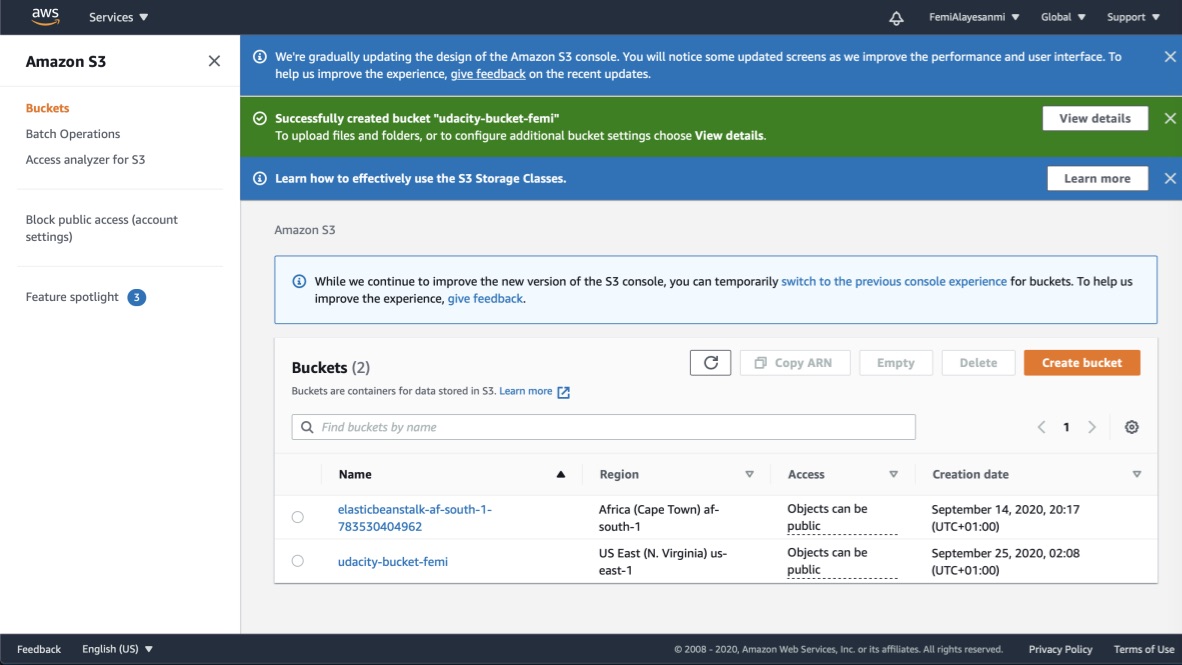 aws
Services
FemiAlayesanmi
Global
Support
Amazon S3
Buckets
Batch Operations
Access analyzer for S3
Block public access (account
settings)
Feature spotlight
3
We're gradually updating the design of the Amazon S3 console. You will notice some updated screens as we improve the performance and user interface. To
help us improve the experience, give feedback on the recent updates.
Successfully created bucket "udacity-bucket-femi"
To upload files and folders, or to configure additional bucket settings choose View details.
View details
Learn how to effectively use the S3 Storage Classes.
Learn more
Amazon S3
While we continue to improve the new version of the S3 console, you can temporarily switch to the previous console experience for buckets. To help us
improve the experience, give feedback.
Buckets (2)
Copy ARN
Empty
Delete
Create bucket
Buckets are containers for data stored in S3. Learn more
Find buckets by name
1
Name
Region
Access
Creation date
elasticbeanstalk-af-south-1-
783530404962
Africa (Cape Town) af-
south-1
Objects can be
public
September 14, 2020, 20:17
(UTC+01:00)
udacity-bucket-femi
US East (N. Virginia) us-
east-1
Objects can be
public
September 25, 2020, 02:08
(UTC+01:00)
Feedback
English (US)
© 2008 - 2020, Amazon Web Services, Inc. or its affiliates. All rights reserved.
Privacy Policy
Terms of Use